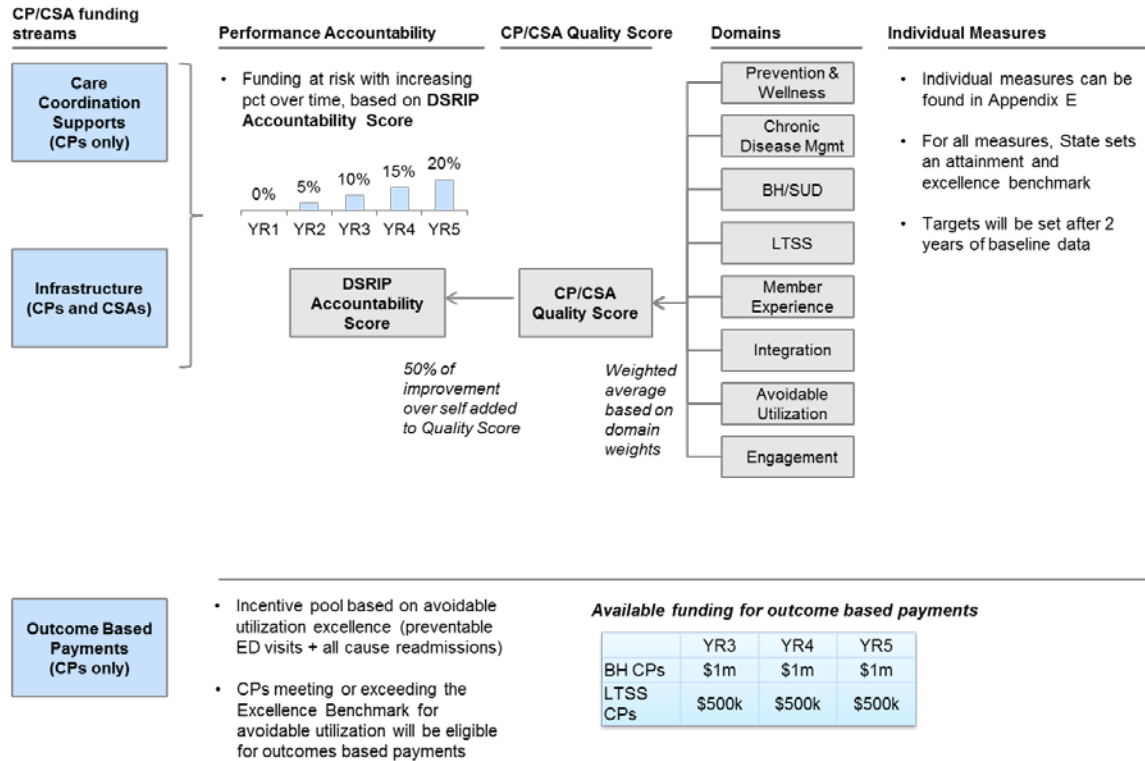 CP/CSA funding
streams
Performance Accountability
CP/CSA Quality Score
Domains
Individual Measures
Care
Coordination
Supports
(CPs only)
Infrastructure
(CPs and CSAs)
• Funding at risk with increasing
pct over time, based on DSRIP
Accountability Score
0%
5%
10%
15%
20%
YR1
YR2
YR3
YR4
YR5
DSRIP
Accountability
Score
50% of
improvement
over self added
to Quality Score
CP/CSA
Quality Score
Weighted
average
based on
domain
weights
Prevention &
Wellness
Chronic
Disease Mgmt
BH/SUD
LTSS
Member
Experience
Integration
Avoidable
Utilization
Engagement
• Individual measures can be
found in Appendix E
• For all measures, State sets
an attainment and
excellence benchmark
• Targets will be set after 2
years of baseline data
Outcome Based
Payments
(CPs only)
• Incentive pool based on avoidable
utilization excellence (preventable
ED visits + all cause readmissions)
• CPs meeting or exceeding the
Excellence Benchmark for
avoidable utilization will be eligible
for outcomes based payments
Available funding for outcome based payments
YR3 YR4 YR5
BH CPs $1m $1m $1m
LTSS
CPs $500k $500k $500k